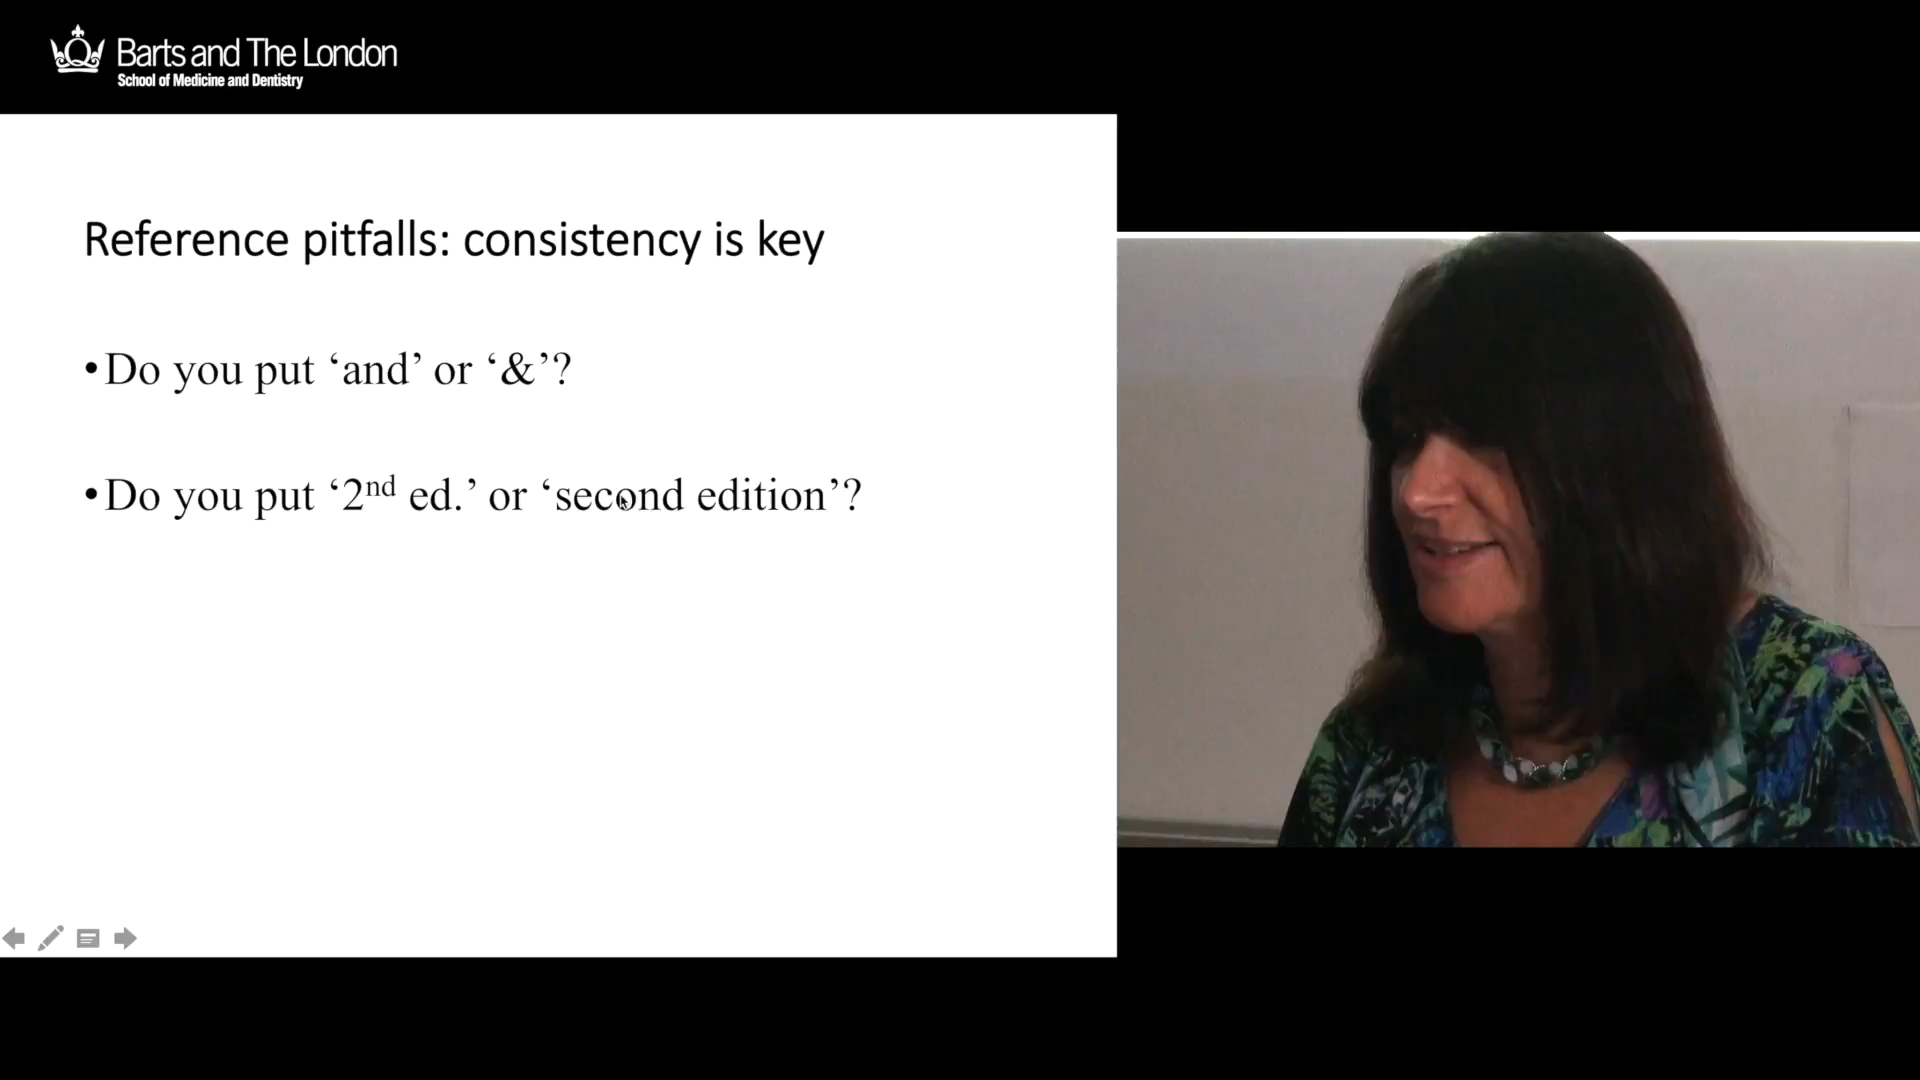 Barts and The London
School of Medicine and Dentistry
Reference pitfalls: consistency is key
•Do you put ‘and’ or ‘&’?
•Do you put ‘2nd ed.’ or ‘second edition’?